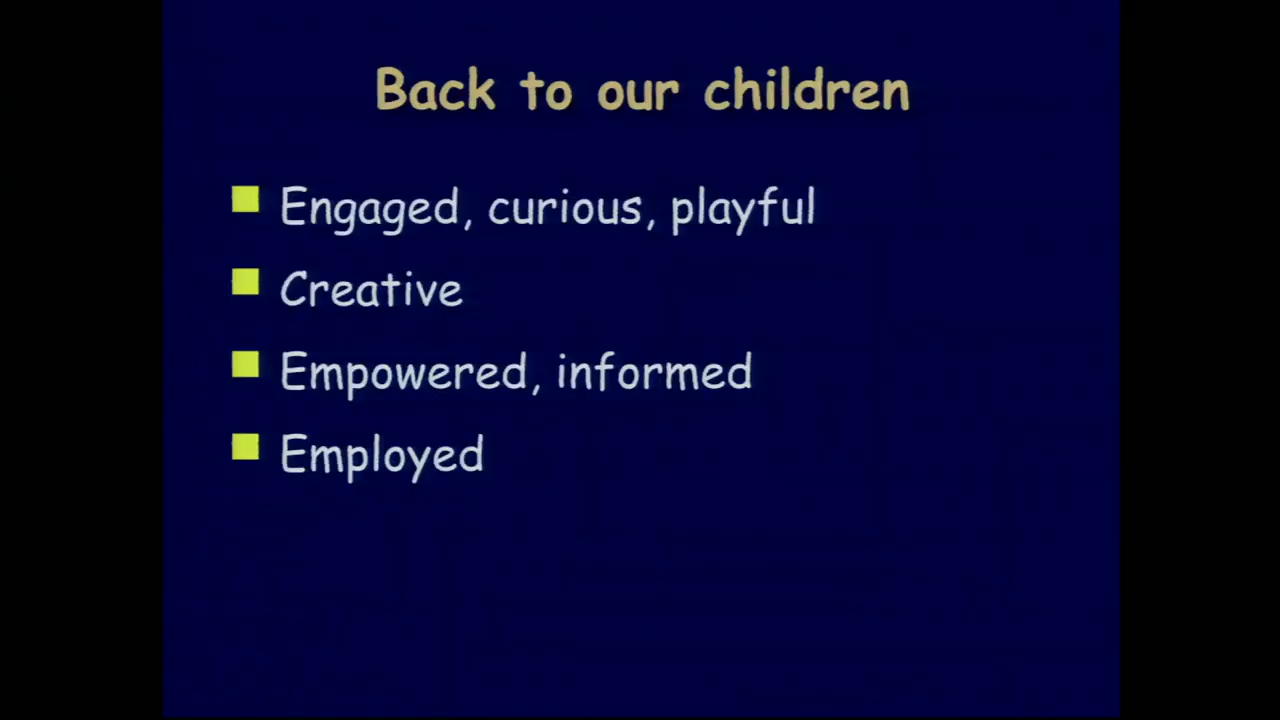 Back to our children
Engaged, curious, playful
Creative
Empowered, informed
Employed